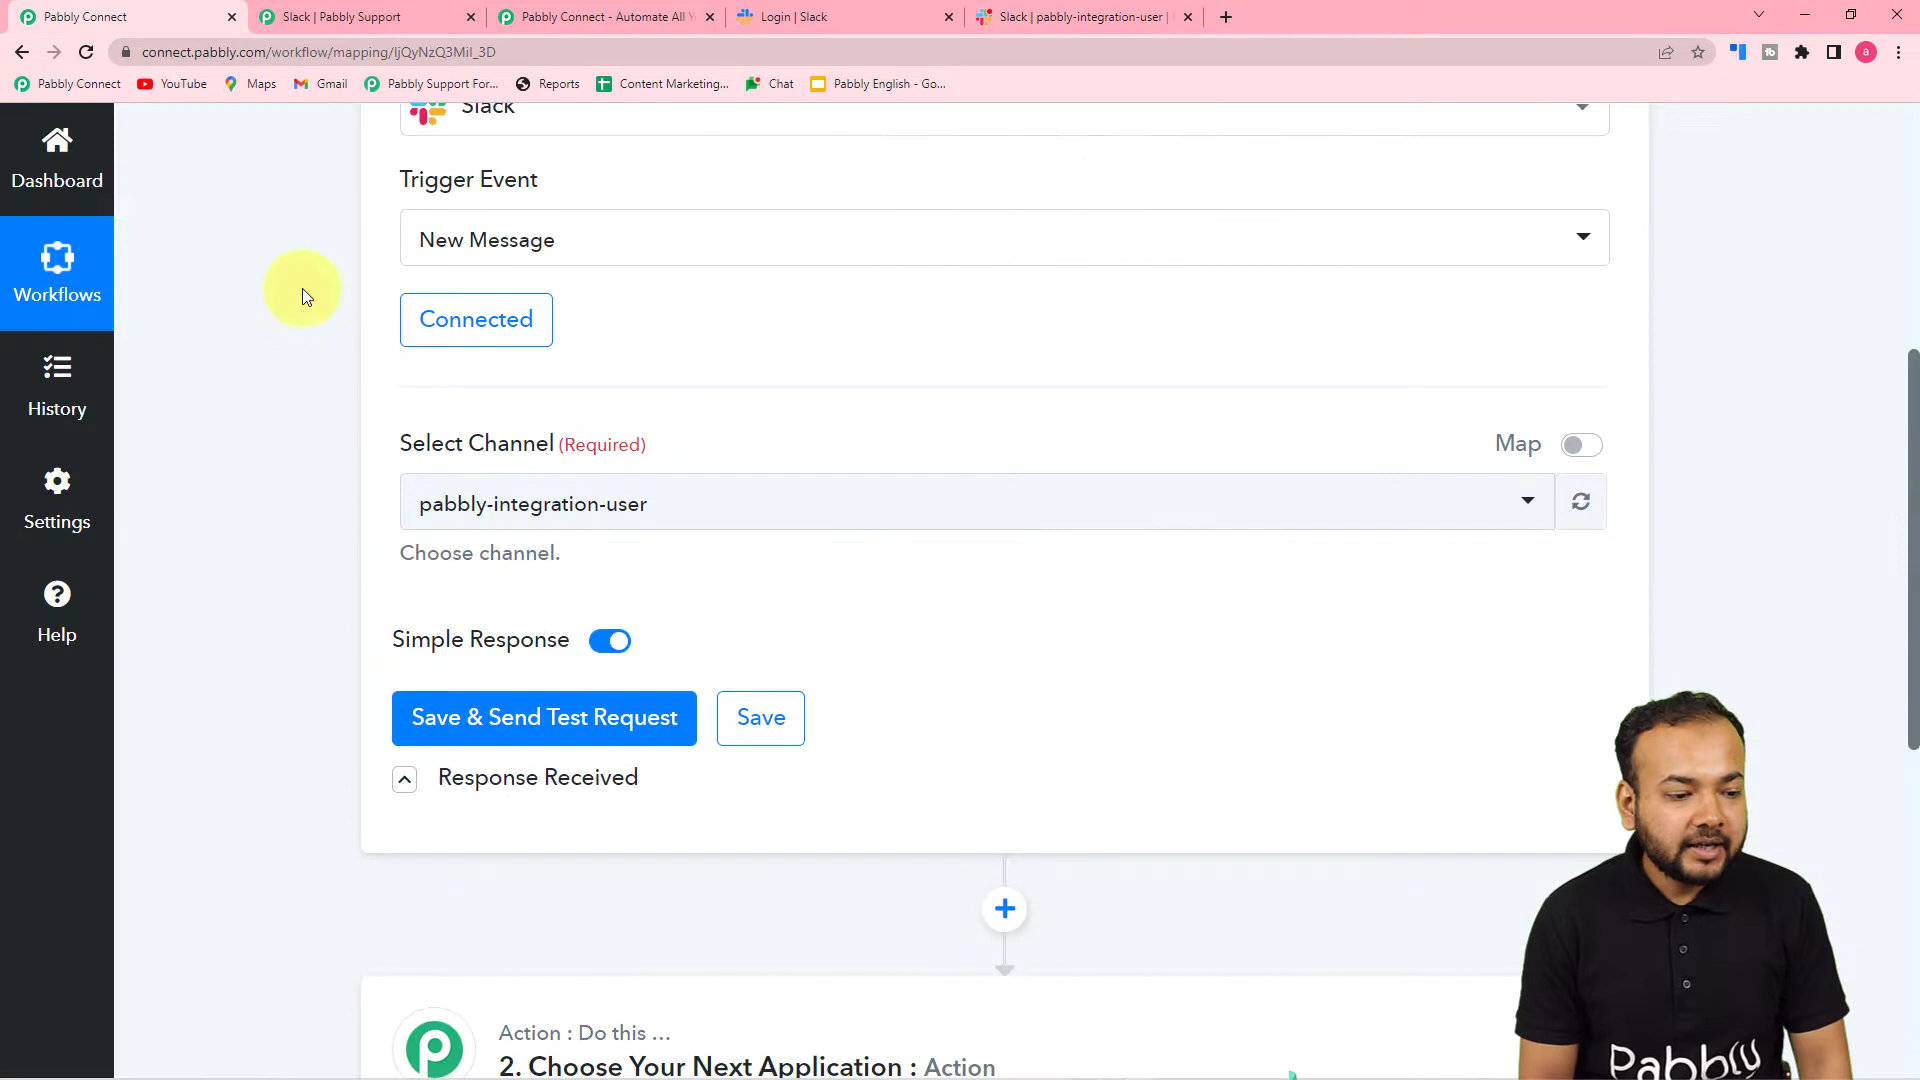 Pabbly Connect
Slack | Pabbly Support
Pabbly Connect - Automate All Y
Login | Slack
Slack | pabbly-integration-user |
connect.pabbly.com/workflow/mapping/IjQyNzQ3MiI_3D
Pabbly Connect
YouTube
Maps
Gmail
Pabbly Support For...
Reports
Content Marketing...
Chat
Pabbly English - Go...
Dashboard
Workflows
History
Settings
Help
Slack
Trigger Event
New Message
Connected
Select Channel (Required)
Map
pabbly-integration-user
Choose channel.
Simple Response
Save & Send Test Request
Save
Response Received
Action : Do this ...
2. Choose Your Next Application : Action
Pabbly